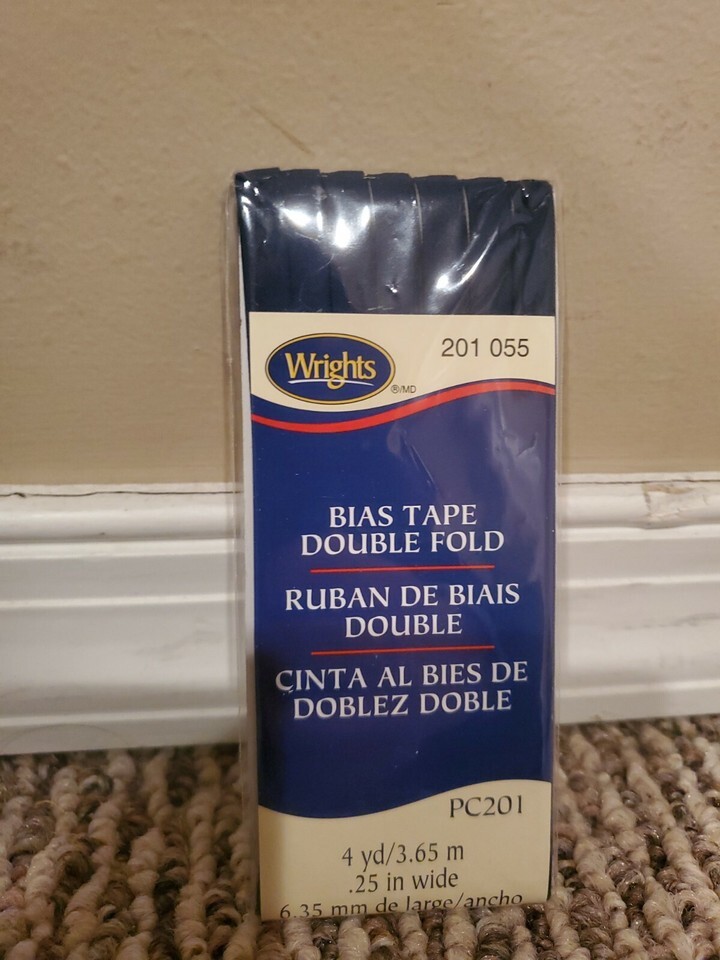 Wrights
®/MD
201 055
BIAS TAPE
DOUBLE FOLD
RUBAN DE BIAIS
DOUBLE
CINTA AL BIES DE
DOBLEZ DOBLE
PC201
4 yd/3.65 m
.25 in wide
6.35 mm de large/ancho